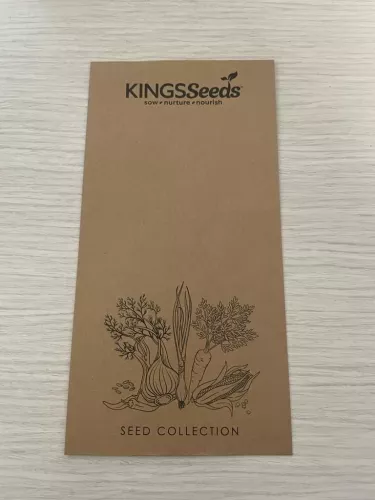 KINGSSeeds
sow • nurture • nourish
SEED COLLECTION